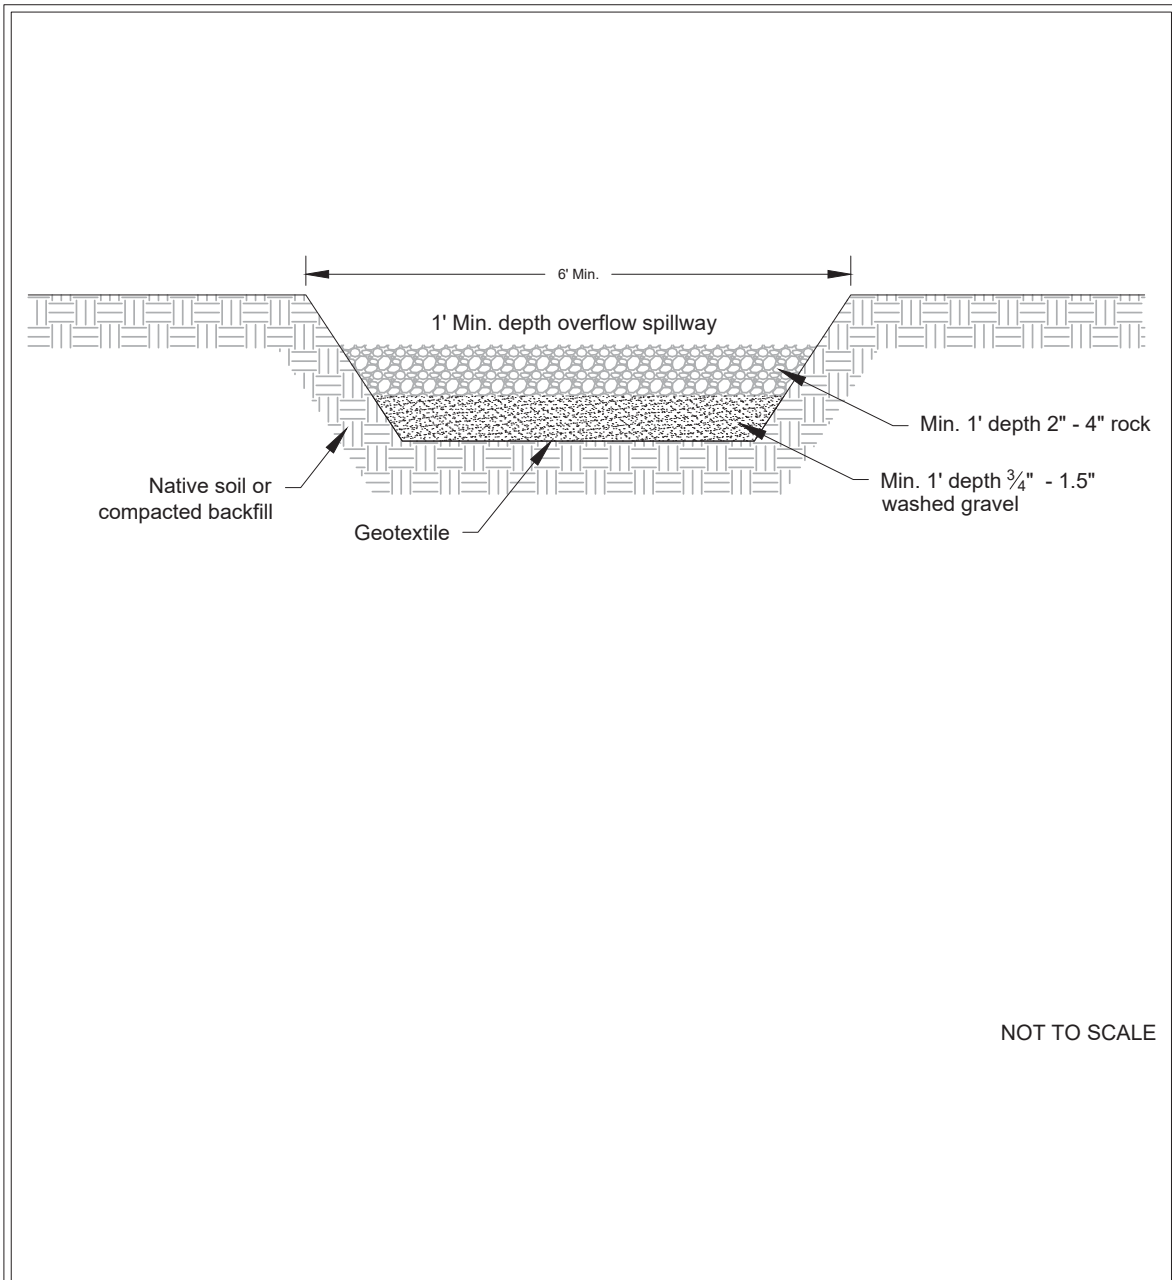 6' Min.
1' Min. depth overflow spillway
Min. 1' depth 2" - 4" rock
Min. 1' depth ¾" - 1.5"
washed gravel
Native soil or
compacted backfill
Geotextile
NOT TO SCALE